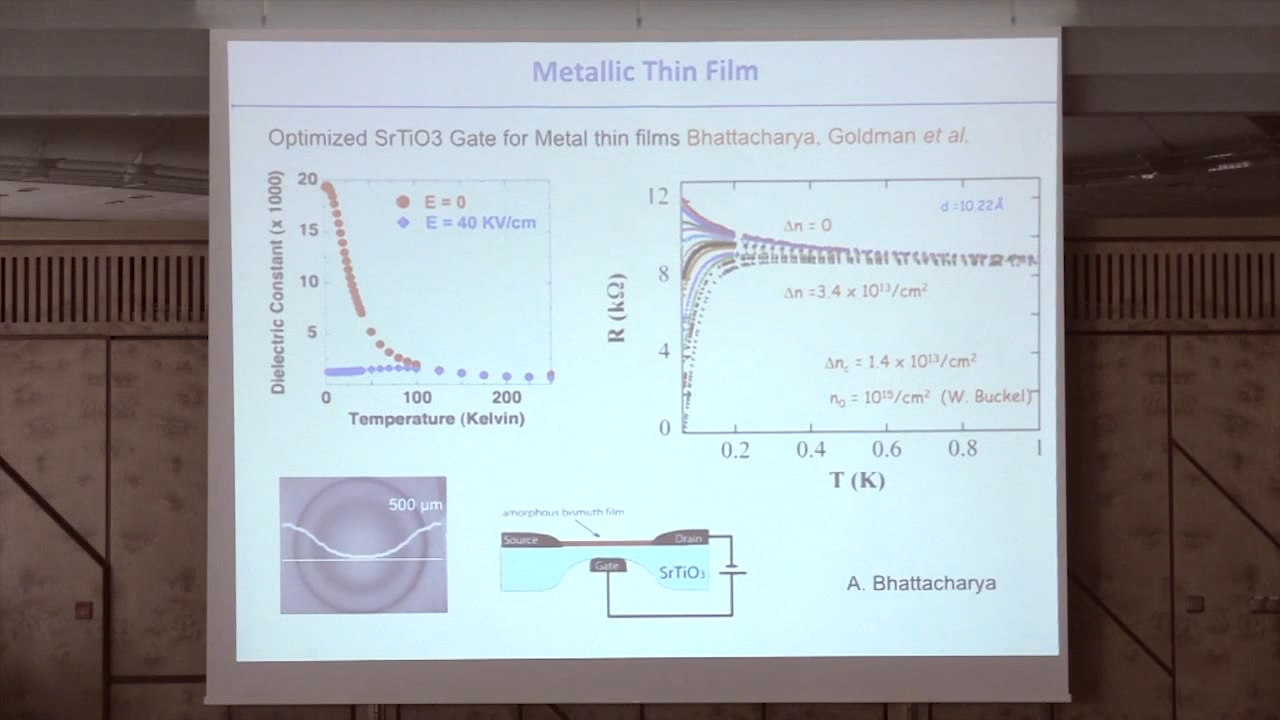 Metallic Thin Film
Optimized SrTiO3 Gate for Metal thin films Bhattacharya, Goldman et al.
Dielectric Constant (x 1000)
20
15
10
5
0 100 200
Temperature (Kelvin)
E = 0
E = 40 KV/cm
R (kΩ)
12
8
4
0
0.2 0.4 0.6 0.8 1
T (K)
d =10.22Å
Δn = 0
Δn =3.4 x 10¹³/cm²
Δn꜀ = 1.4 x 10¹³/cm²
n₀ = 10¹⁵/cm² (W. Buckel)
500 µm
amorphous bismuth film
Source
Drain
Gate
SrTiO₃
A. Bhattacharya